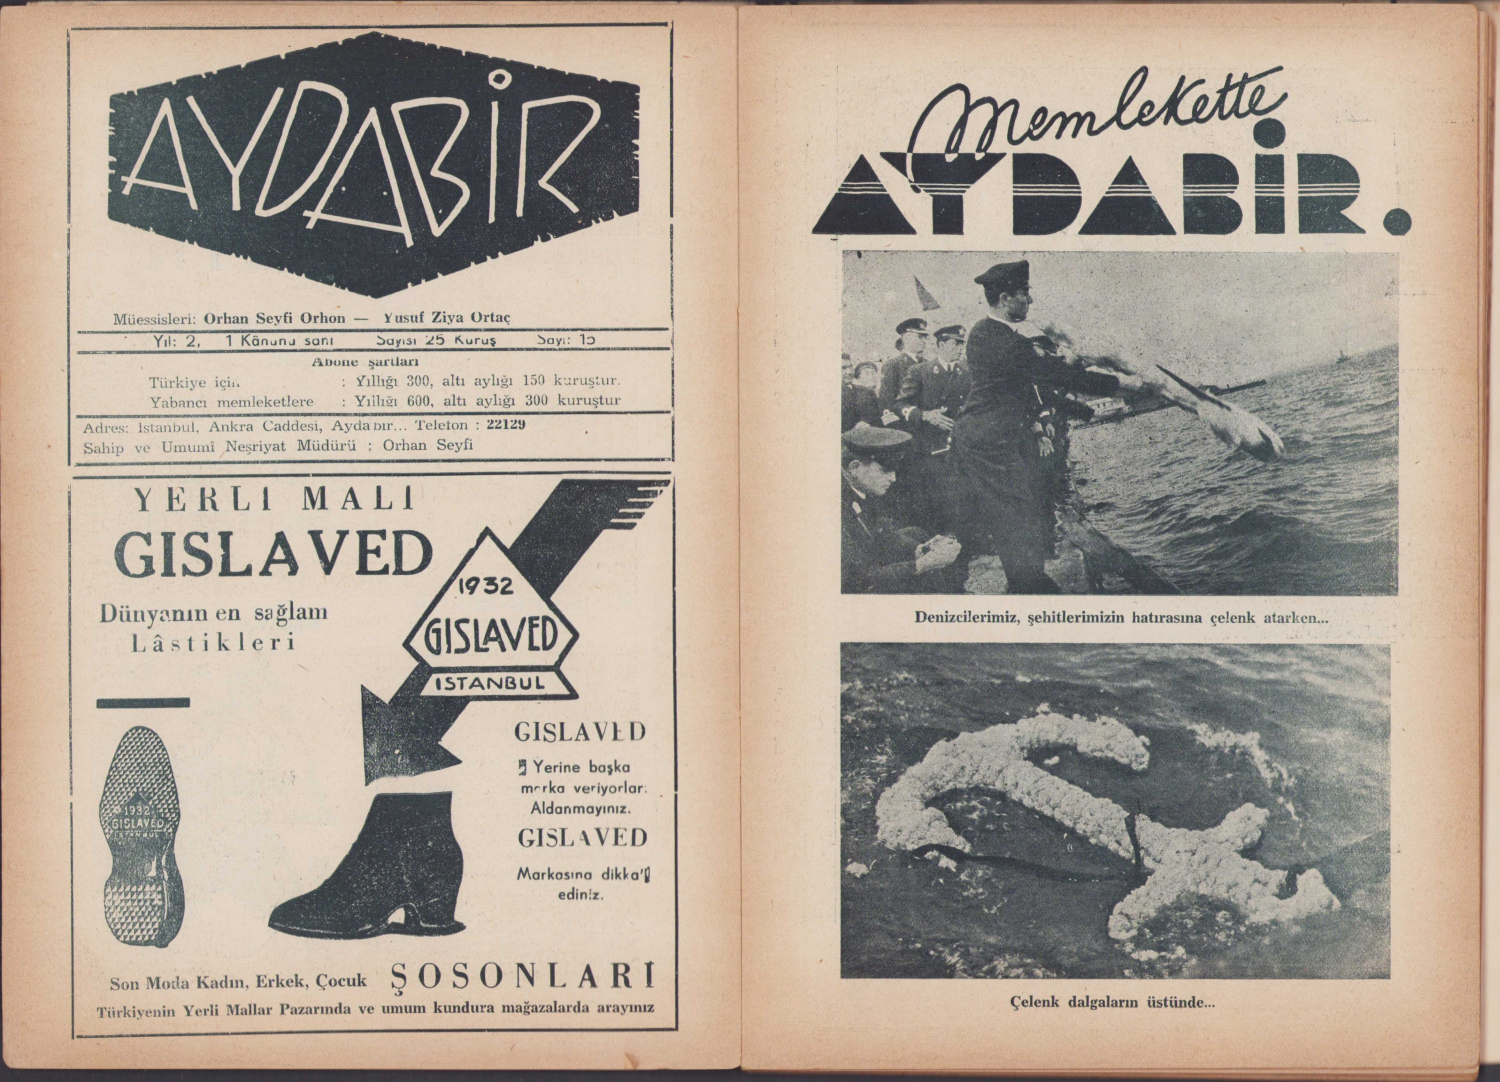 AYDABİR
Müessisleri: Orhan Seyfi Orhon — Yusuf Ziya Ortaç
Yıl: 2, 1 Kânunu sani Sayısı 25 Kuruş Sayı: 15
Abone şartları
Türkiye için : Yıllığı 300, altı aylığı 150 kuruştur.
Yabancı memleketlere : Yıllığı 600, altı aylığı 300 kuruştur
Adres: İstanbul, Ankra Caddesi, Aydabır... Telefon : 22129
Sahip ve Umumî Neşriyat Müdürü : Orhan Seyfi
YERLI MALI
GISLAVED
Dünyanın en sağlam
Lâstikleri
1932
GISLAVED
ISTANBUL
1932
GISLAVED
ISTANBUL
GISLAVED
Yerine başka
marka veriyorlar.
Aldanmayınız.
GISLAVED
Markasına dikkat
ediniz.
Son Moda Kadın, Erkek, Çocuk ŞOSONLARI
Türkiyenin Yerli Mallar Pazarında ve umum kundura mağazalarda arayınız
Memlekette
AYDABİR.
Denizcilerimiz, şehitlerimizin hatırasına çelenk atarken...
Çelenk dalgaların üstünde...